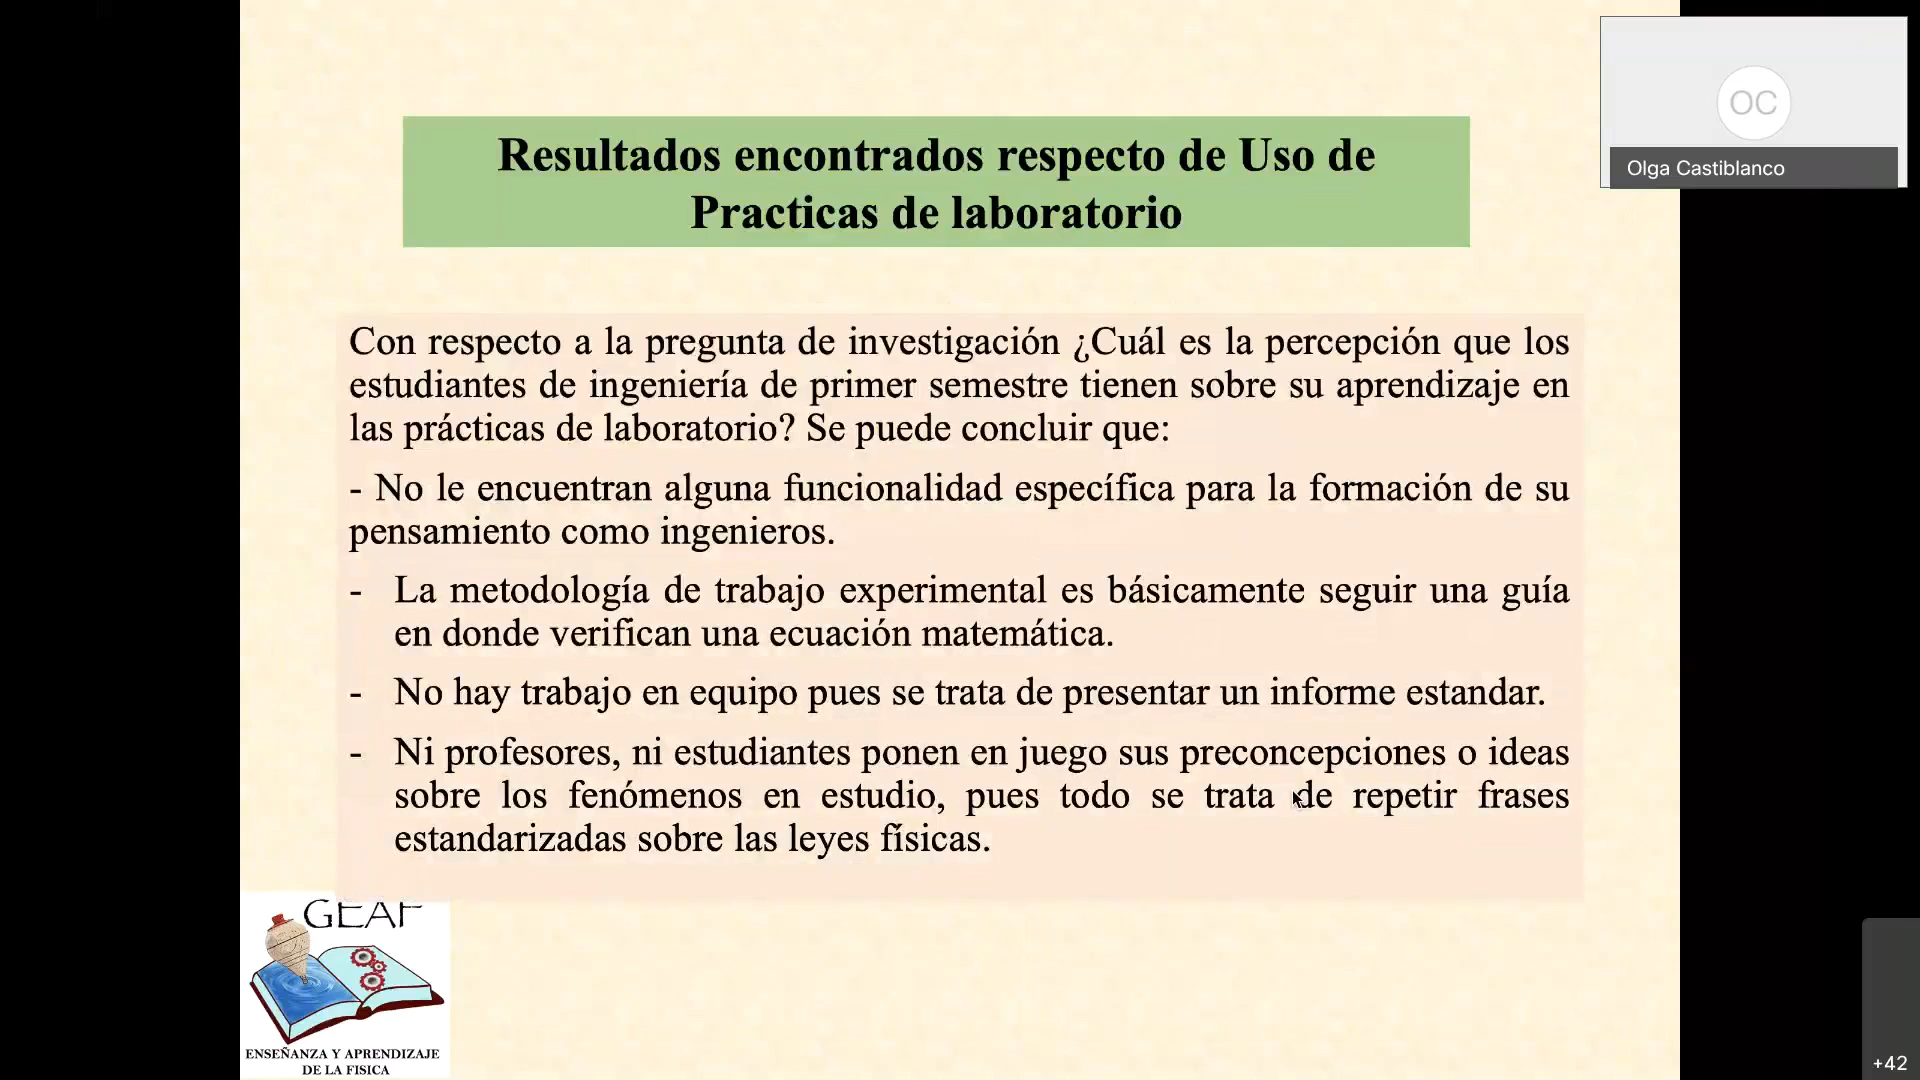 OC
Olga Castiblanco
Resultados encontrados respecto de Uso de
Practicas de laboratorio
Con respecto a la pregunta de investigación ¿Cuál es la percepción que los
estudiantes de ingeniería de primer semestre tienen sobre su aprendizaje en
las prácticas de laboratorio? Se puede concluir que:
- No le encuentran alguna funcionalidad específica para la formación de su
pensamiento como ingenieros.
- La metodología de trabajo experimental es básicamente seguir una guía
en donde verifican una ecuación matemática.
- No hay trabajo en equipo pues se trata de presentar un informe estandar.
- Ni profesores, ni estudiantes ponen en juego sus preconcepciones o ideas
sobre los fenómenos en estudio, pues todo se trata de repetir frases
estandarizadas sobre las leyes físicas.
GEAF
ENSEÑANZA Y APRENDIZAJE
DE LA FISICA
+42